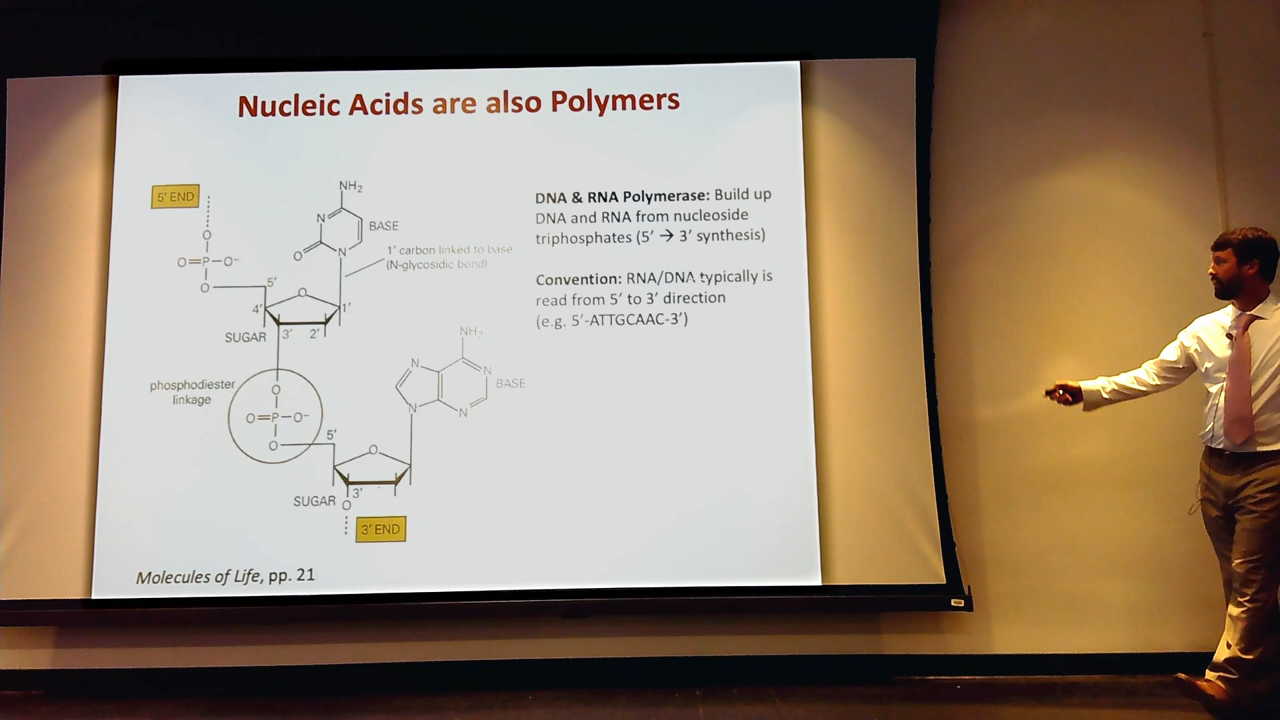 Nucleic Acids are also Polymers
5' END
NH₂
N
BASE
O
N
1' carbon linked to base
(N-glycosidic bond)
O
O=P—O⁻
O
5'
O
4'
1'
SUGAR
3'
2'
phosphodiester
linkage
O
O=P—O⁻
O
NH₂
N
N
BASE
N
N
5'
O
SUGAR
3'
O
3' END
DNA & RNA Polymerase: Build up
DNA and RNA from nucleoside
triphosphates (5' → 3' synthesis)
Convention: RNA/DNA typically is
read from 5' to 3' direction
(e.g. 5'-ATTGCAAC-3')
Molecules of Life, pp. 21